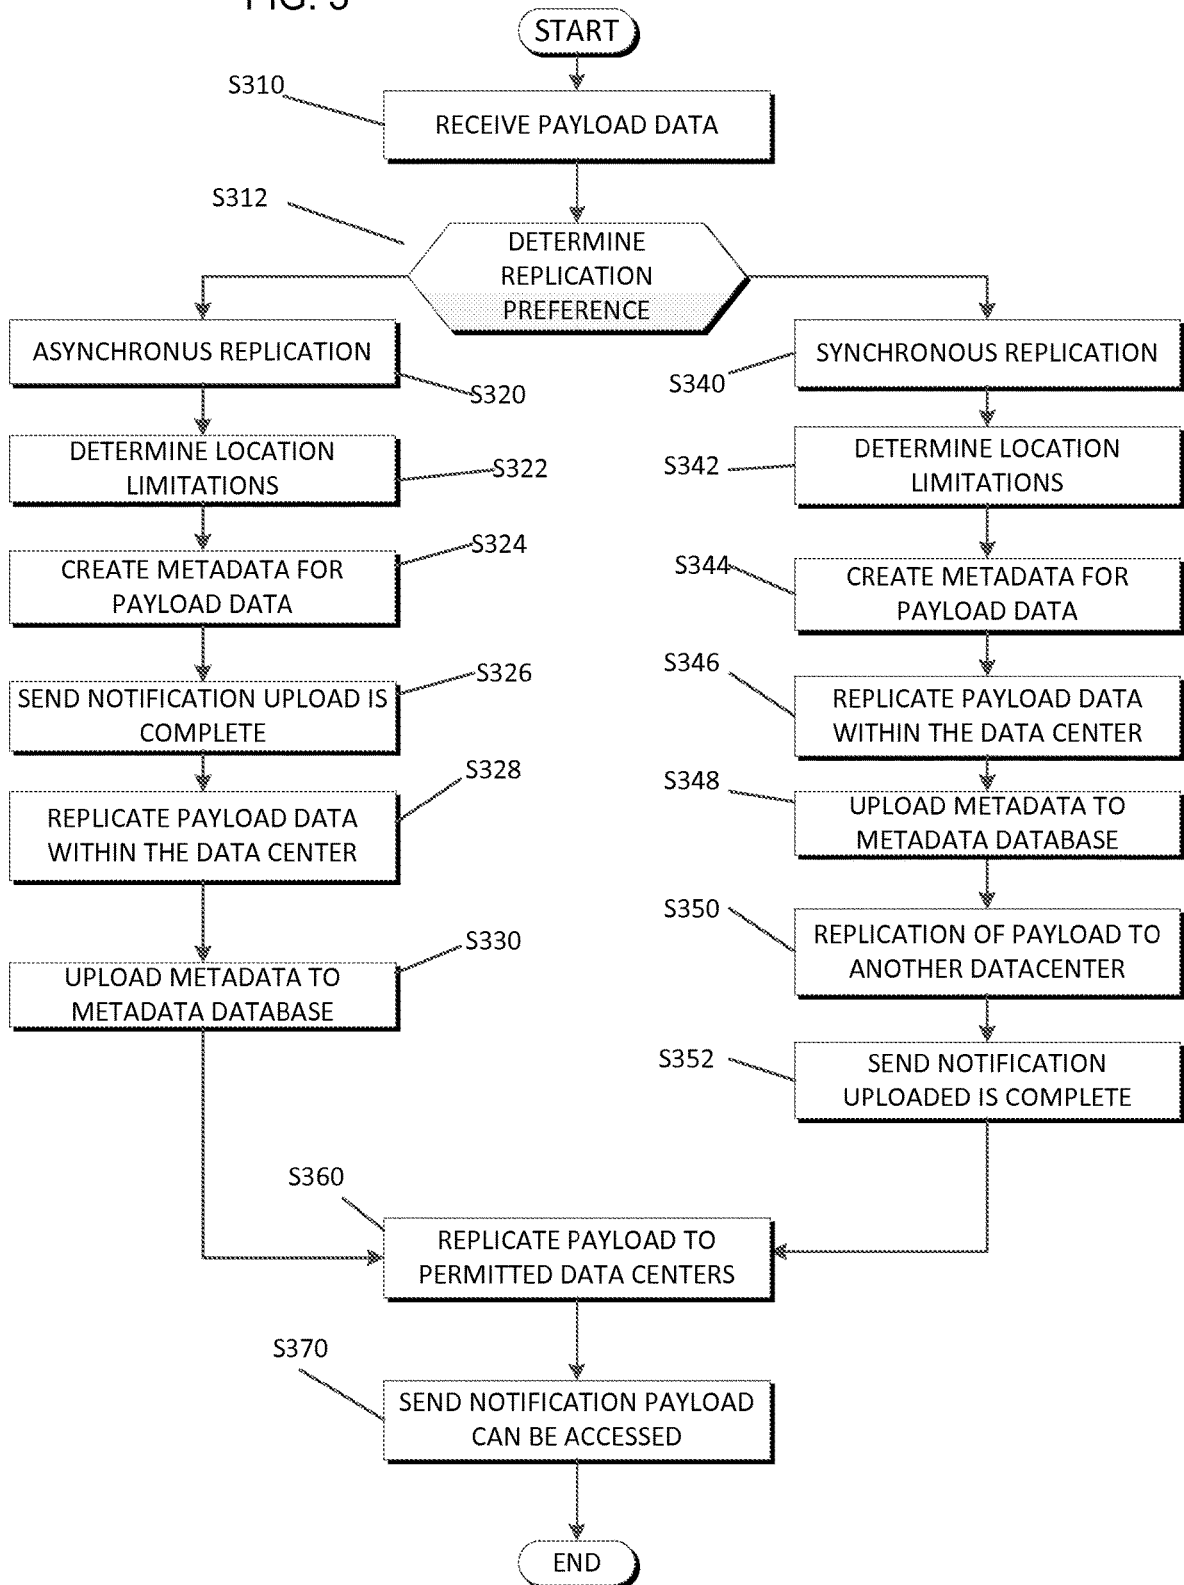 FIG. 3
START
S310
RECEIVE PAYLOAD DATA
S312
DETERMINE
REPLICATION
PREFERENCE
ASYNCHRONUS REPLICATION
S320
DETERMINE LOCATION
LIMITATIONS
S322
CREATE METADATA FOR
PAYLOAD DATA
S324
SEND NOTIFICATION UPLOAD IS
COMPLETE
S326
REPLICATE PAYLOAD DATA
WITHIN THE DATA CENTER
S328
UPLOAD METADATA TO
METADATA DATABASE
S330
SYNCHRONOUS REPLICATION
S340
DETERMINE LOCATION
LIMITATIONS
S342
CREATE METADATA FOR
PAYLOAD DATA
S344
REPLICATE PAYLOAD DATA
WITHIN THE DATA CENTER
S346
UPLOAD METADATA TO
METADATA DATABASE
S348
REPLICATION OF PAYLOAD TO
ANOTHER DATACENTER
S350
SEND NOTIFICATION
UPLOADED IS COMPLETE
S352
S360
REPLICATE PAYLOAD TO
PERMITTED DATA CENTERS
S370
SEND NOTIFICATION PAYLOAD
CAN BE ACCESSED
END